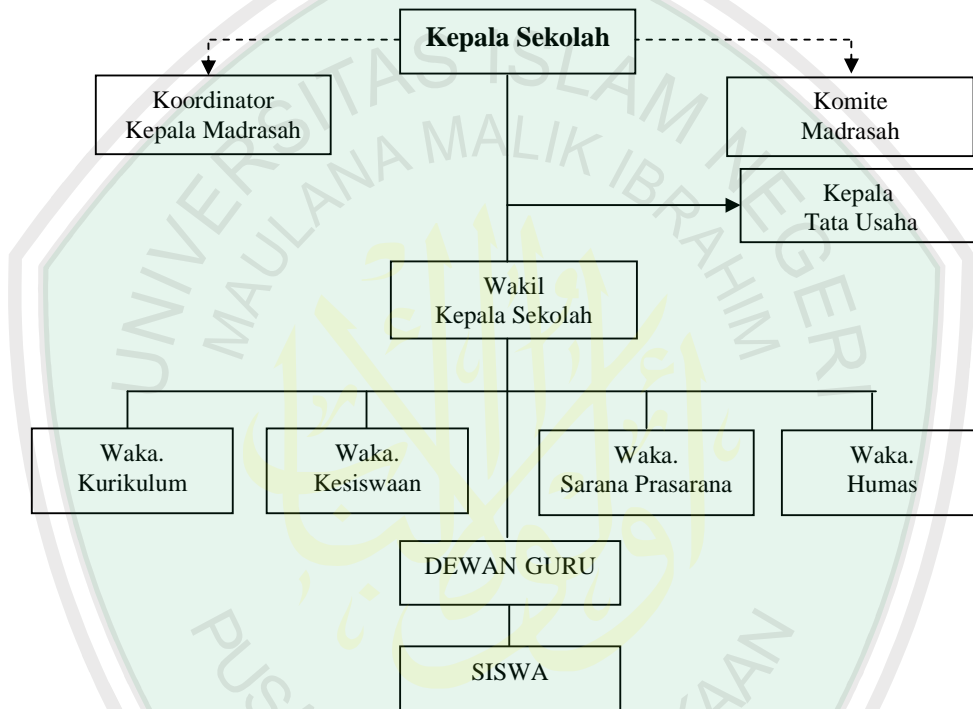 Kepala Sekolah
Koordinator
Kepala Madrasah
Komite
Madrasah
Kepala
Tata Usaha
Wakil
Kepala Sekolah
Waka.
Kurikulum
Waka.
Kesiswaan
Waka.
Sarana Prasarana
Waka.
Humas
DEWAN GURU
SISWA
UNIVERSITAS ISLAM NEGERI
MAULANA MALIK IBRAHIM